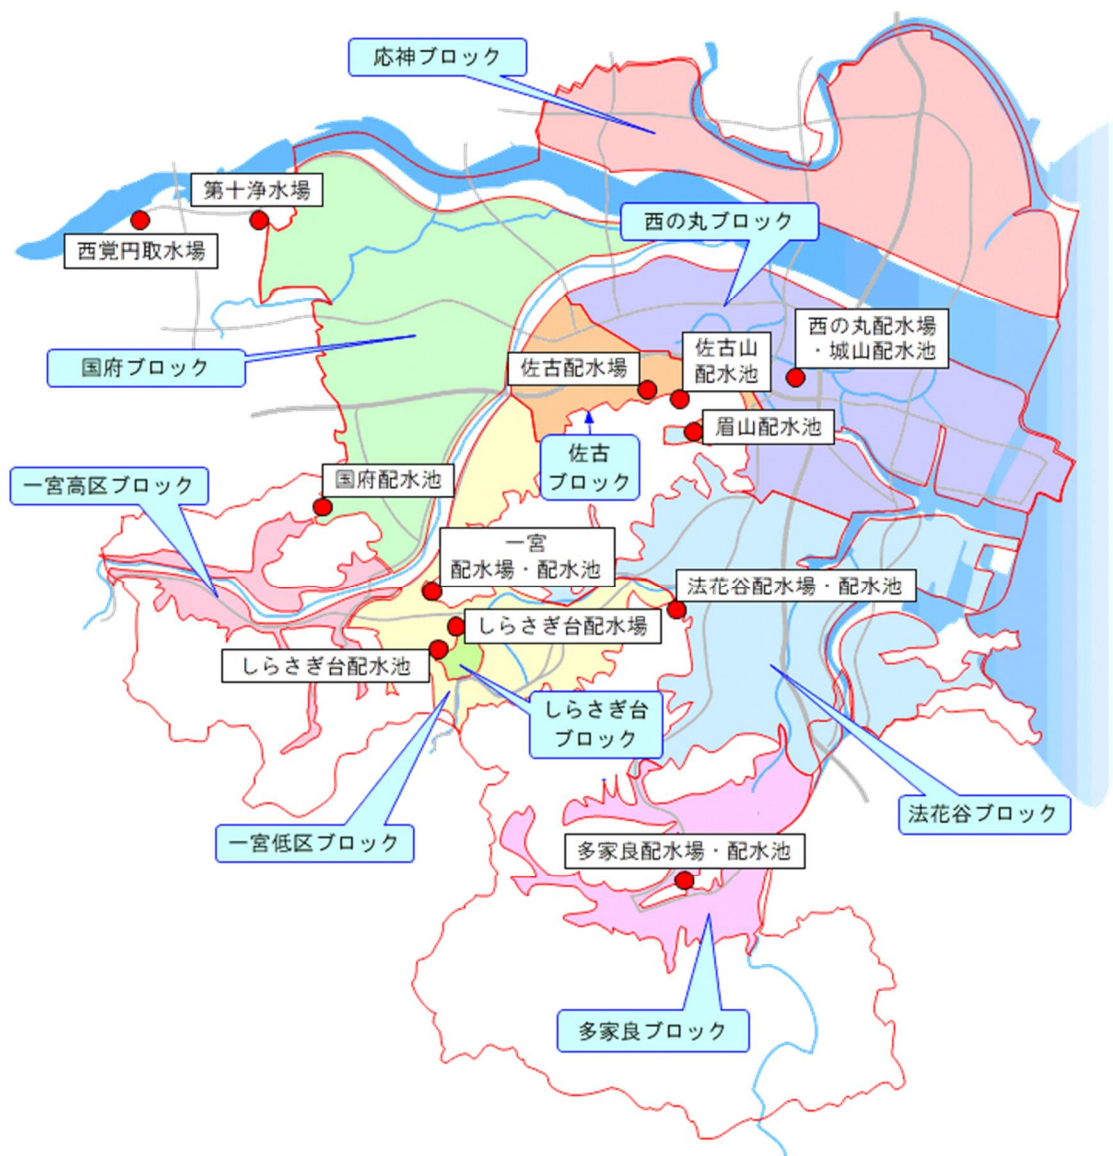 応神ブロック
第十浄水場
西覚円取水場
西の丸ブロック
国府ブロック
佐古配水場
佐古山
配水池
西の丸配水場
・城山配水池
眉山配水池
佐古
ブロック
一宮高区ブロック
国府配水池
一宮
配水場・配水池
法花谷配水場・配水池
しらさぎ台配水場
しらさぎ台配水池
しらさぎ台
ブロック
法花谷ブロック
一宮低区ブロック
多家良配水場・配水池
多家良ブロック